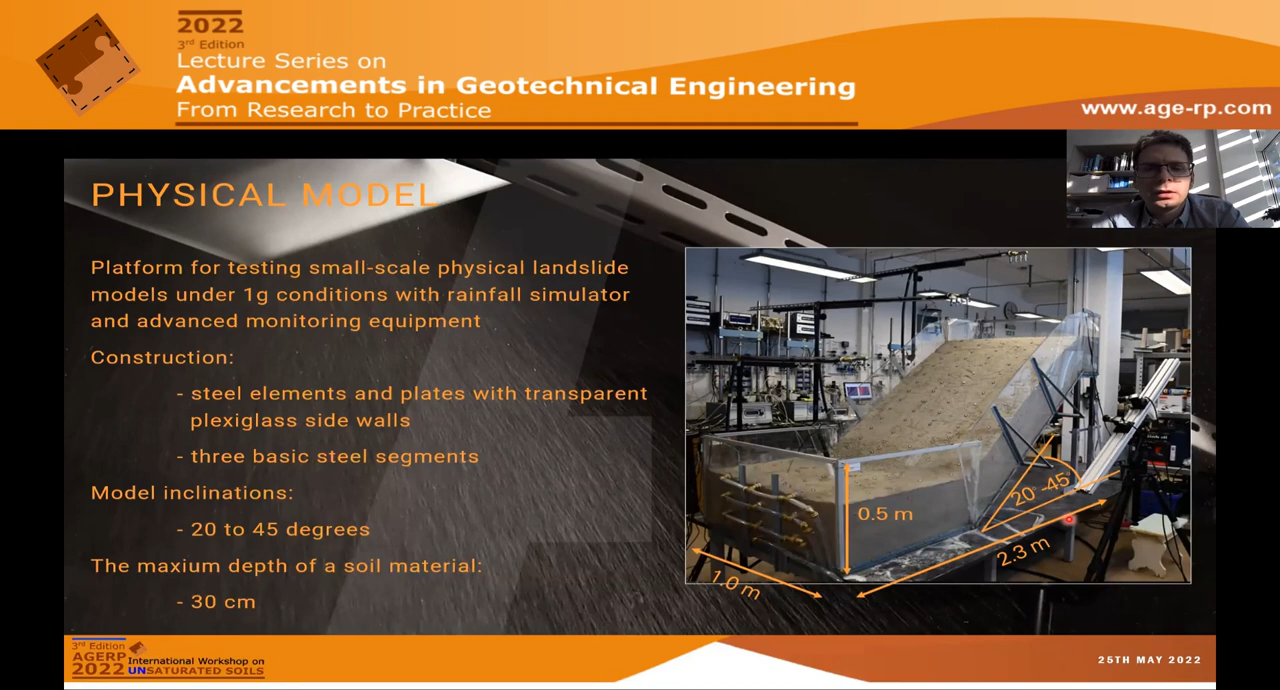 2022
3rd Edition
Lecture Series on
Advancements in Geotechnical Engineering
From Research to Practice
www.age-rp.com
PHYSICAL MODEL
Platform for testing small-scale physical landslide
models under 1g conditions with rainfall simulator
and advanced monitoring equipment
Construction:
- steel elements and plates with transparent
plexiglass side walls
- three basic steel segments
Model inclinations:
- 20 to 45 degrees
The maxium depth of a soil material:
- 30 cm
0.5 m
20°-45°
2.3 m
1.0 m
3rd Edition
AGERP
2022
International Workshop on
UNSATURATED SOILS
25TH MAY 2022